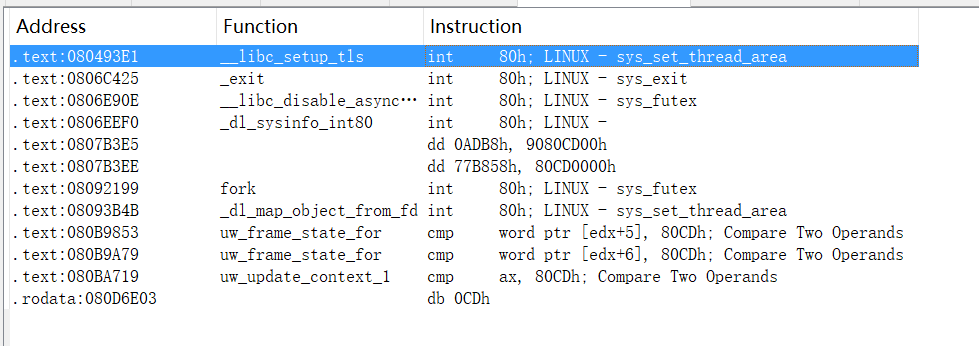 Address Function Instruction
.text:080493E1 __libc_setup_tls int 80h; LINUX - sys_set_thread_area
.text:0806C425 _exit int 80h; LINUX - sys_exit
.text:0806E90E __libc_disable_async… int 80h; LINUX - sys_futex
.text:0806EEF0 _dl_sysinfo_int80 int 80h; LINUX -
.text:0807B3E5 dd 0ADB8h, 9080CD00h
.text:0807B3EE dd 77B858h, 80CD0000h
.text:08092199 fork int 80h; LINUX - sys_futex
.text:08093B4B _dl_map_object_from_fd int 80h; LINUX - sys_set_thread_area
.text:080B9853 uw_frame_state_for cmp word ptr [edx+5], 80CDh; Compare Two Operands
.text:080B9A79 uw_frame_state_for cmp word ptr [edx+6], 80CDh; Compare Two Operands
.text:080BA719 uw_update_context_1 cmp ax, 80CDh; Compare Two Operands
.rodata:080D6E03 db 0CDh